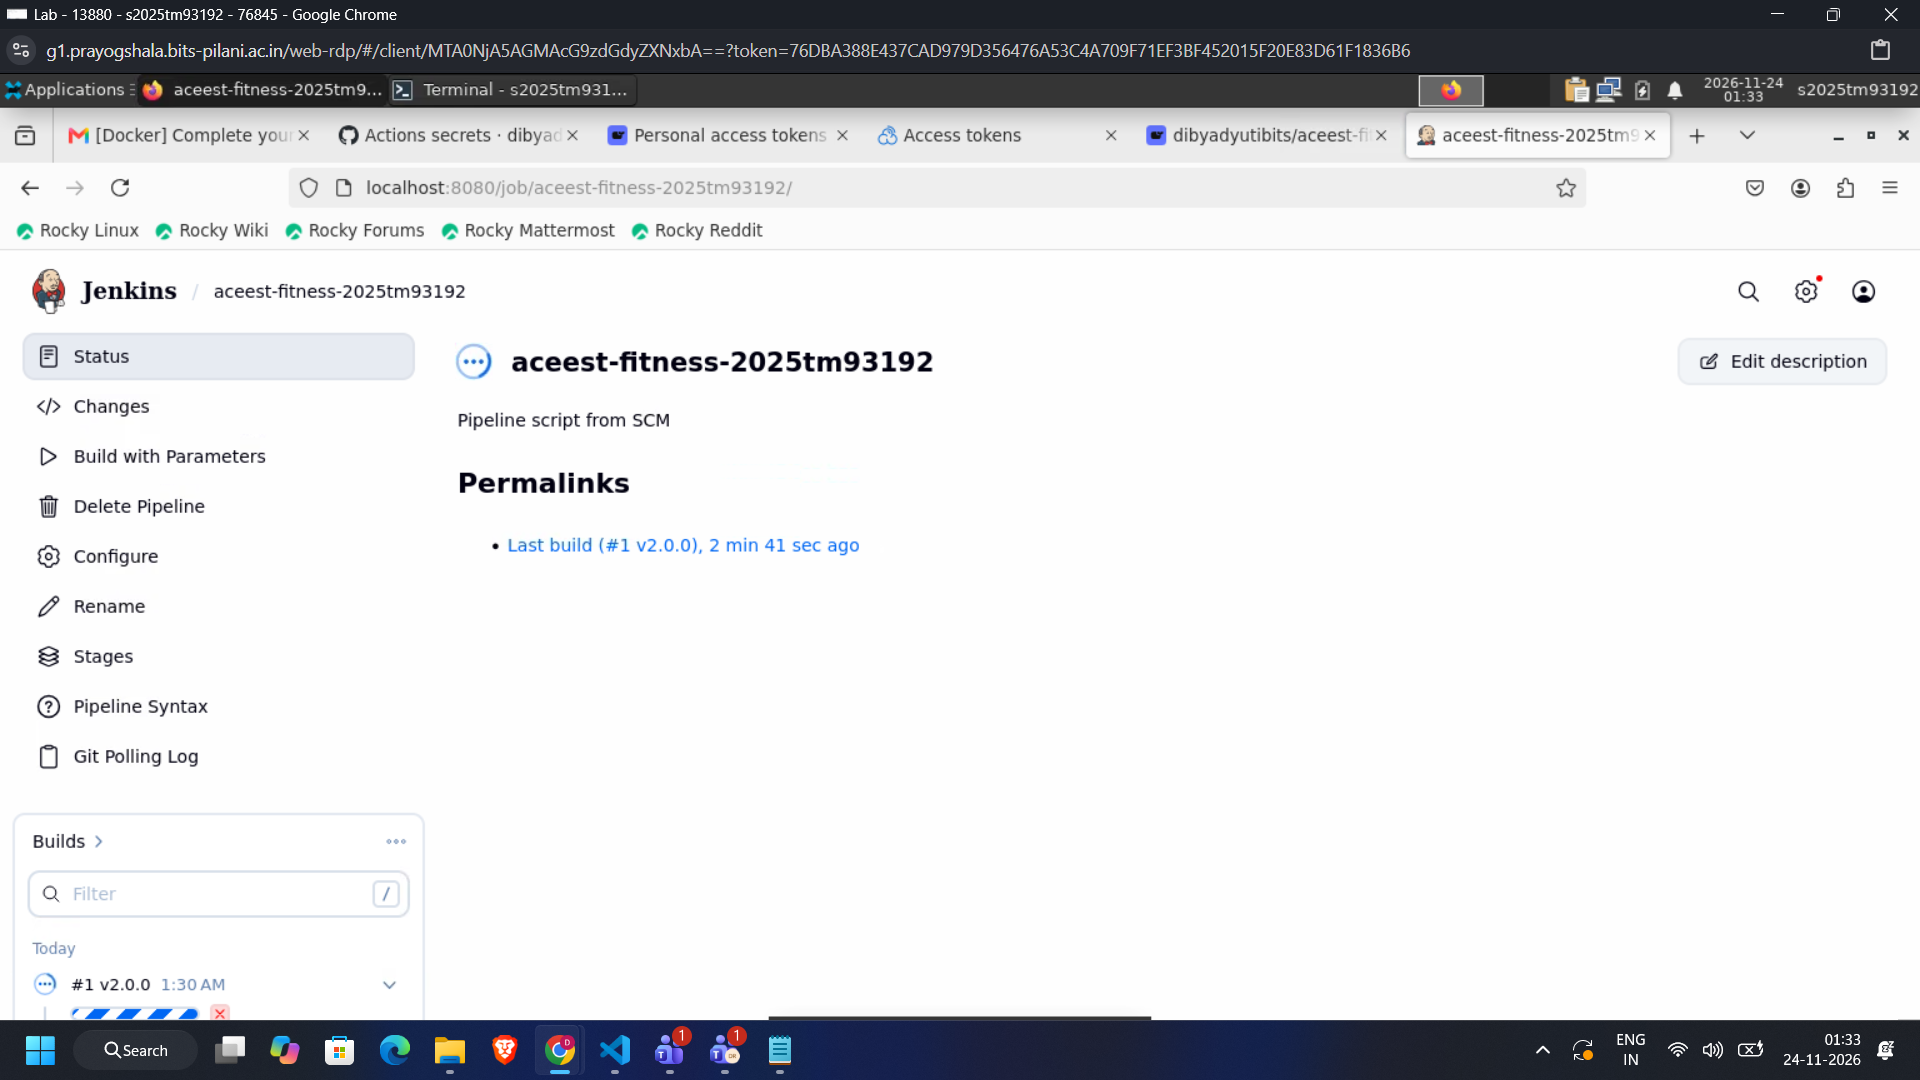 Lab - 13880 - s2025tm93192 - 76845 - Google Chrome
g1.prayogshala.bits-pilani.ac.in/web-rdp/#/client/MTA0NjA5AGMAcG9zdGdyZXNxbA==?token=76DBA388E437CAD979D356476A53C4A709F71EF3BF452015F20E83D61F1836B6
Applications aceest-fitness-2025tm9... Terminal - s2025tm931... 2026-11-24 01:33 s2025tm93192
[Docker] Complete your Actions secrets · dibyad Personal access tokens Access tokens dibyadyutibits/aceest-fi aceest-fitness-2025tm9
localhost:8080/job/aceest-fitness-2025tm93192/
Rocky Linux Rocky Wiki Rocky Forums Rocky Mattermost Rocky Reddit
Jenkins / aceest-fitness-2025tm93192
Status
aceest-fitness-2025tm93192
Edit description
Changes
Pipeline script from SCM
Build with Parameters
Permalinks
Delete Pipeline
Last build (#1 v2.0.0), 2 min 41 sec ago
Configure
Rename
Stages
Pipeline Syntax
Git Polling Log
Builds
Filter /
Today
#1 v2.0.0 1:30 AM
Search
1
1
ENG
IN
01:33
24-11-2026